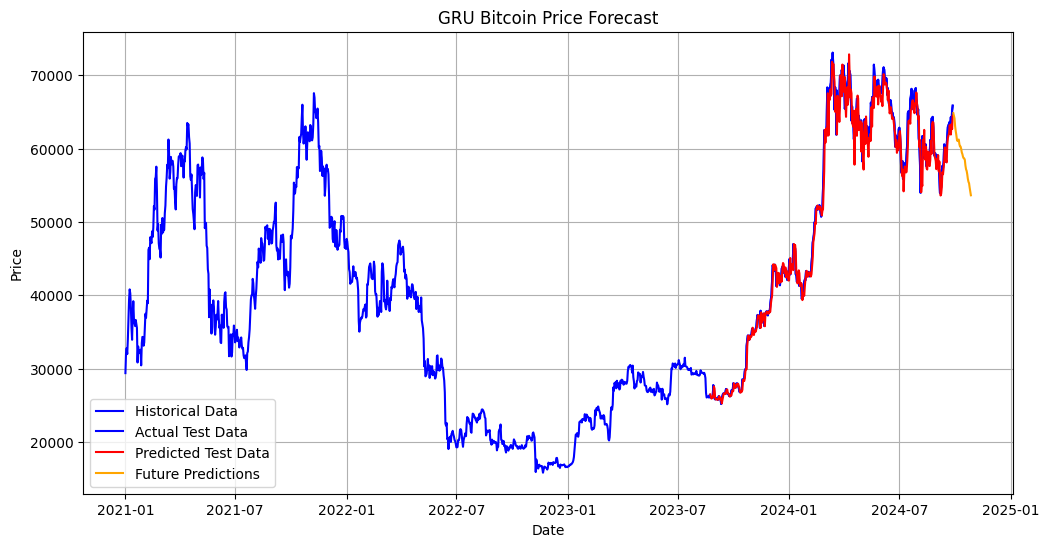 GRU Bitcoin Price Forecast
Price
70000
60000
50000
40000
30000
20000
Historical Data
Actual Test Data
Predicted Test Data
Future Predictions
2021-01 2021-07 2022-01 2022-07 2023-01 2023-07 2024-01 2024-07 2025-01
Date